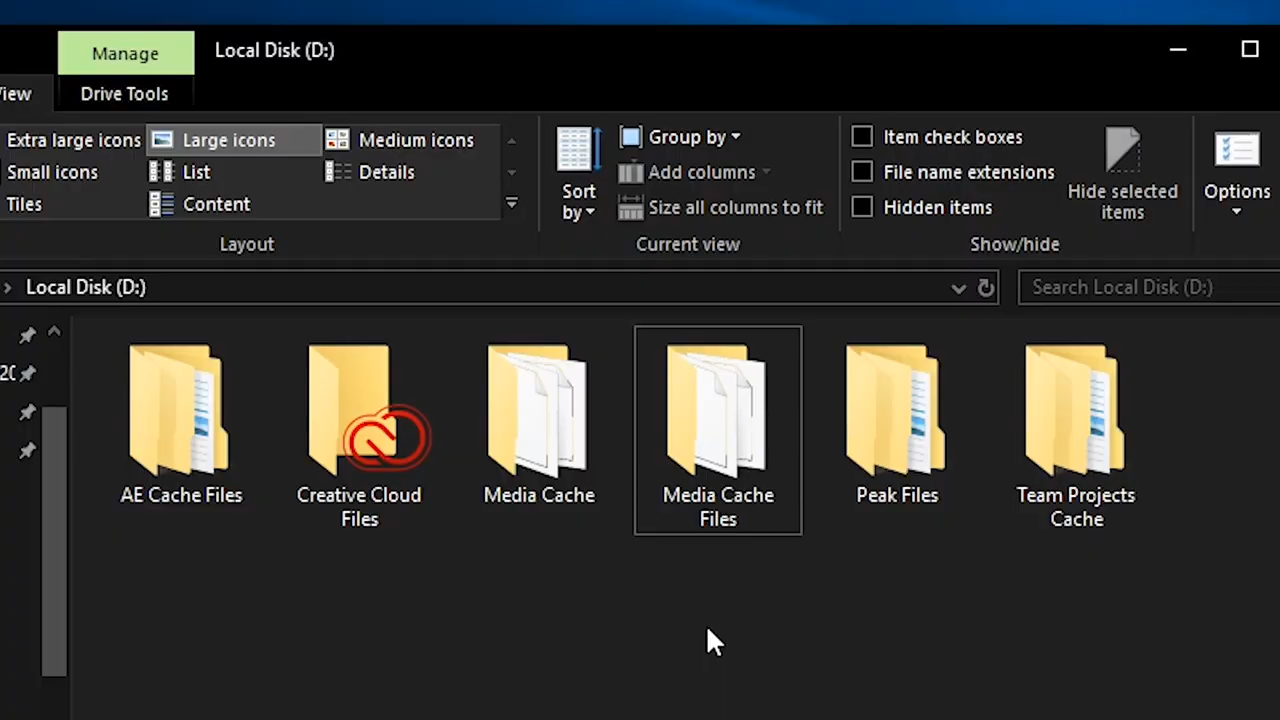 Manage
Local Disk (D:)
View
Drive Tools
Extra large icons
Large icons
Medium icons
Small icons
List
Details
Tiles
Content
Layout
Sort by
Group by
Add columns
Size all columns to fit
Current view
Item check boxes
File name extensions
Hidden items
Hide selected
items
Show/hide
Options
Local Disk (D:)
Search Local Disk (D:)
AE Cache Files
Creative Cloud
Files
Media Cache
Media Cache
Files
Peak Files
Team Projects
Cache